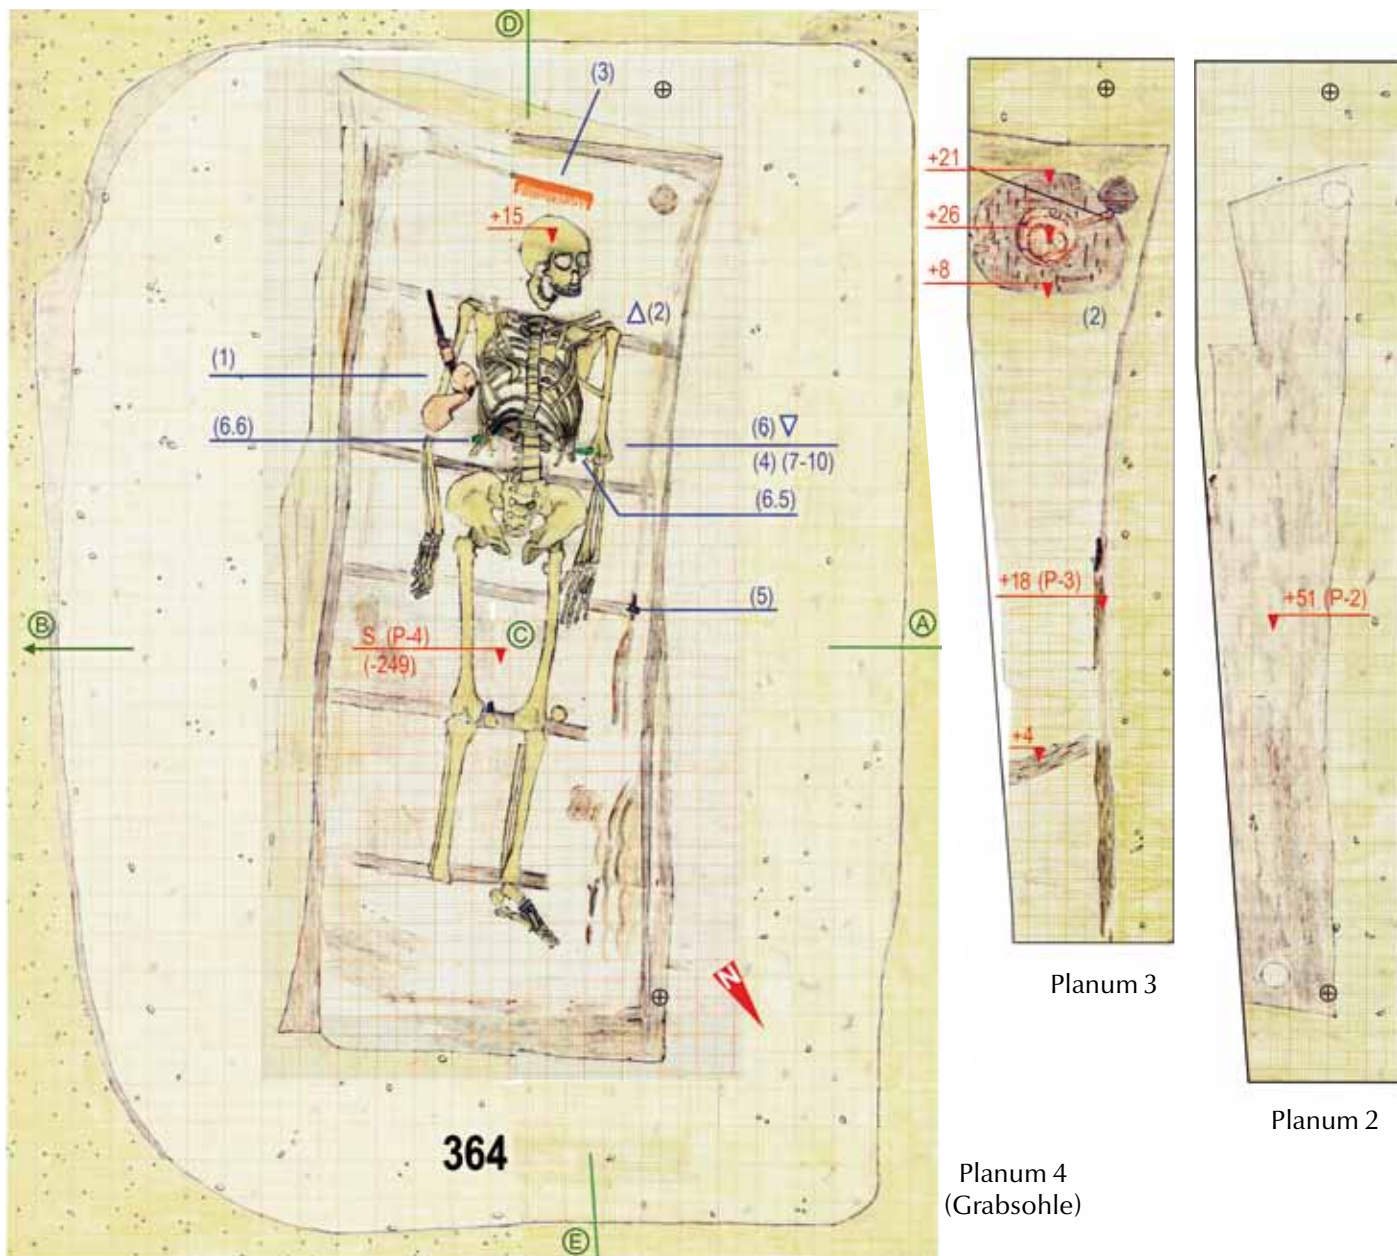 D
(3)
+15
△(2)
(1)
(6.6)
(6) ▽
(4) (7-10)
(6.5)
(5)
B
A
S (P-4)
(-249)
C
N
364
E
Planum 4
(Grabsohle)
+21
+26
+8
(2)
+18 (P-3)
+4
Planum 3
+51 (P-2)
Planum 2